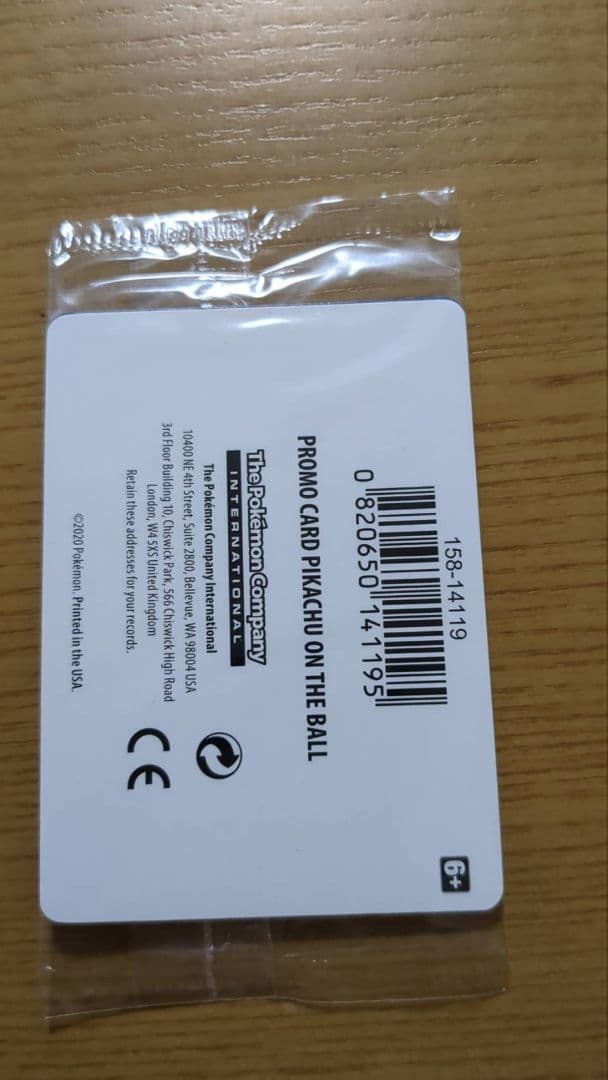 158-14119
0 820650 141195
6+
PROMO CARD PIKACHU ON THE BALL
The Pokémon Company
INTERNATIONAL
The Pokémon Company International
10400 NE 4th Street, Suite 2800, Bellevue, WA 98004 USA
3rd Floor Building 10, Chiswick Park, 566 Chiswick High Road
London, W4 5XS United Kingdom
Retain these addresses for your records.
CE
©2020 Pokémon. Printed in the USA.